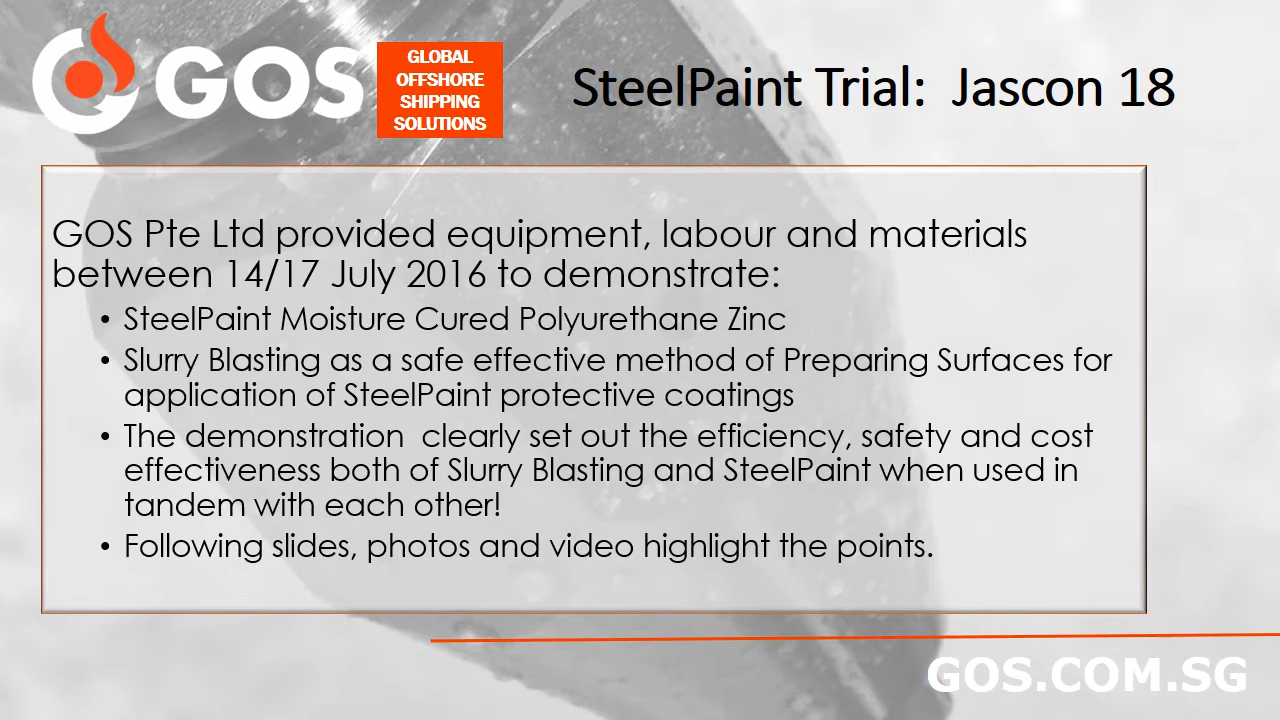 GOS
GLOBAL
OFFSHORE
SHIPPING
SOLUTIONS
SteelPaint Trial:  Jascon 18
GOS Pte Ltd provided equipment, labour and materials
between 14/17 July 2016 to demonstrate:
• SteelPaint Moisture Cured Polyurethane Zinc
• Slurry Blasting as a safe effective method of Preparing Surfaces for
application of SteelPaint protective coatings
• The demonstration  clearly set out the efficiency, safety and cost
effectiveness both of Slurry Blasting and SteelPaint when used in
tandem with each other!
• Following slides, photos and video highlight the points.
GOS.COM.SG